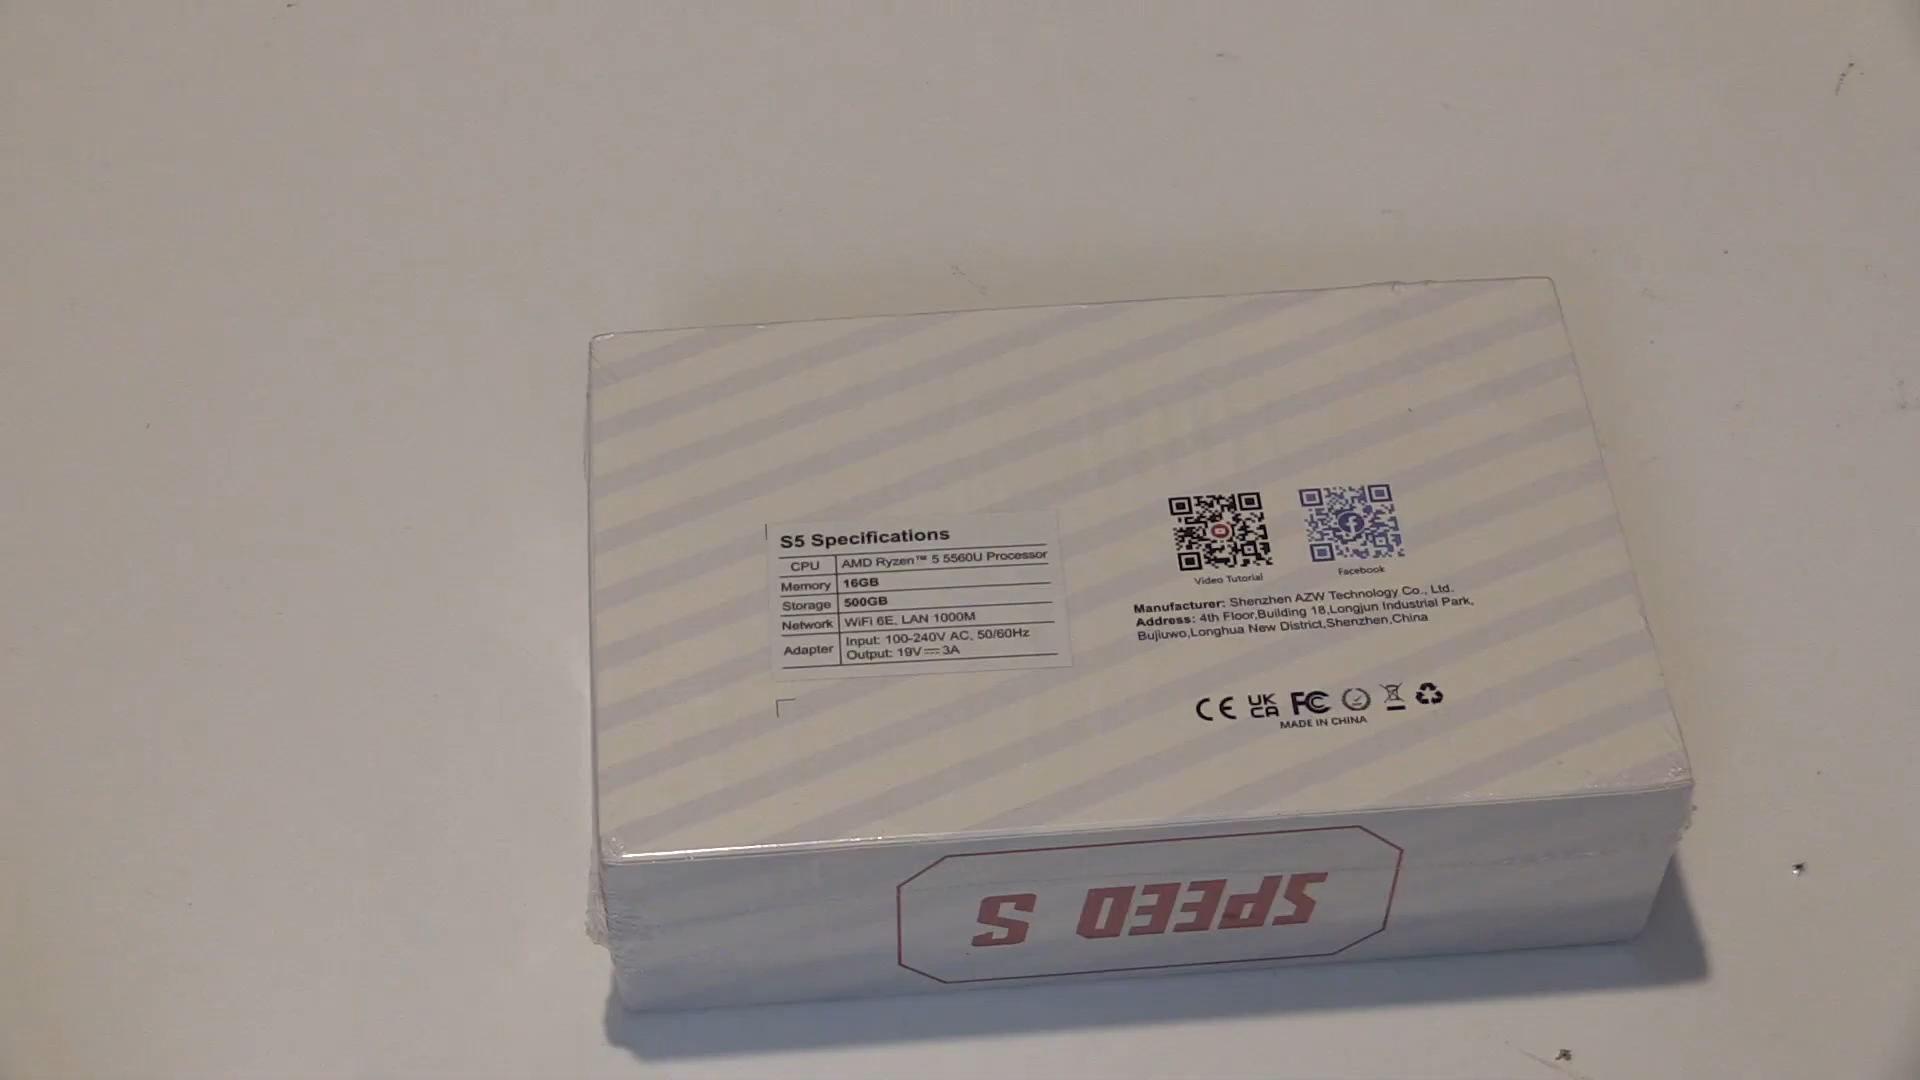 S5 Specifications
CPU AMD Ryzen™ 5 5560U Processor
Memory 16GB
Storage 500GB
Network WiFi 6E, LAN 1000M
Adapter Input: 100-240V AC, 50/60Hz
Output: 19V⎓3A
Video Tutorial
Facebook
Manufacturer: Shenzhen AZW Technology Co., Ltd.
Address: 4th Floor,Building 18,Longjun Industrial Park,
Bujiuwo,Longhua New District,Shenzhen,China
CE UK CA FC
MADE IN CHINA
SPEED S